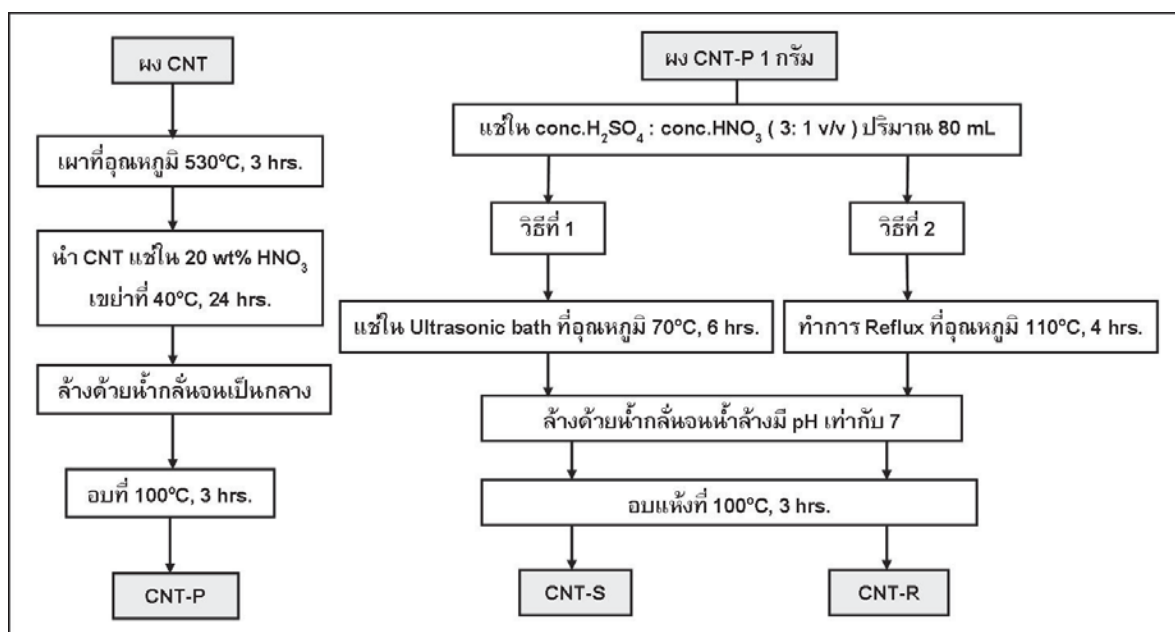 ผง CNT
เผาที่อุณหภูมิ 530°C, 3 hrs.
นำ CNT แช่ใน 20 wt% HNO₃
เขย่าที่ 40°C, 24 hrs.
ล้างด้วยน้ำกลั่นจนเป็นกลาง
อบที่ 100°C, 3 hrs.
CNT-P
ผง CNT-P 1 กรัม
แช่ใน conc.H₂SO₄ : conc.HNO₃ ( 3: 1 v/v ) ปริมาณ 80 mL
วิธีที่ 1
วิธีที่ 2
แช่ใน Ultrasonic bath ที่อุณหภูมิ 70°C, 6 hrs.
ทำการ Reflux ที่อุณหภูมิ 110°C, 4 hrs.
ล้างด้วยน้ำกลั่นจนน้ำล้างมี pH เท่ากับ 7
อบแห้งที่ 100°C, 3 hrs.
CNT-S
CNT-R